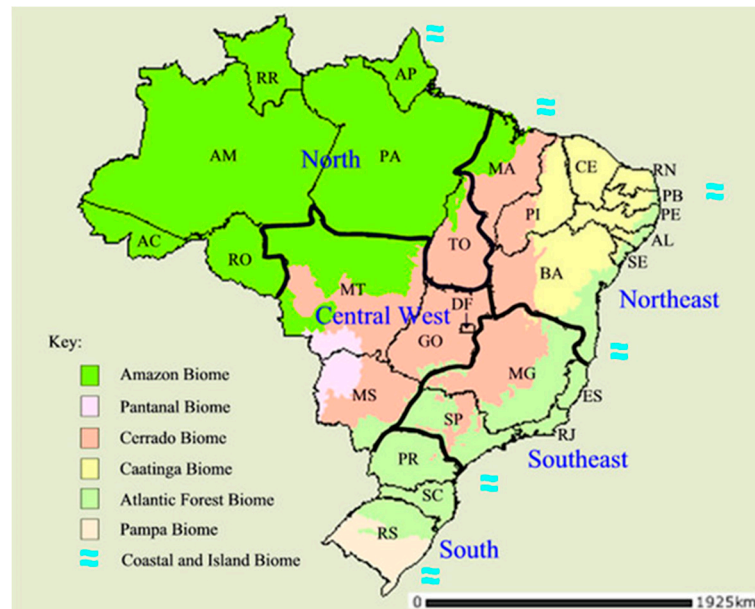 RR
AP
AM
North
PA
MA
CE
RN
PB
PE
AL
SE
PI
AC
RO
TO
BA
MT
Northeast
DF
Central West
GO
MG
MS
ES
SP
RJ
Southeast
PR
SC
RS
South
Key:
Amazon Biome
Pantanal Biome
Cerrado Biome
Caatinga Biome
Atlantic Forest Biome
Pampa Biome
Coastal and Island Biome
0 1925km